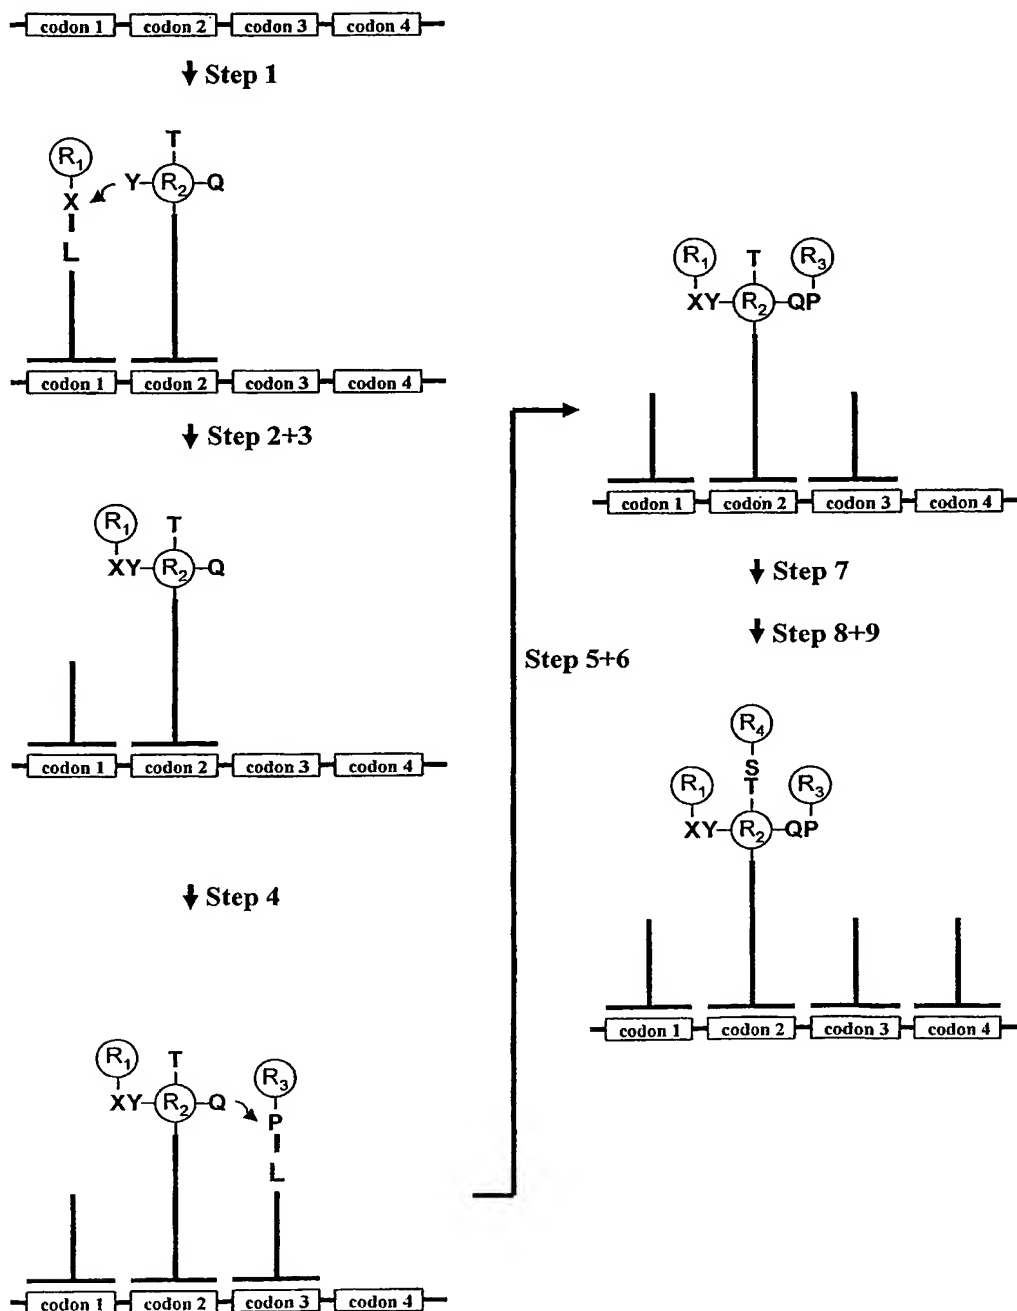 codon 1 codon 2 codon 3 codon 4
Step 1
T
R1
Y R2 Q
X
L
codon 1 codon 2 codon 3 codon 4
Step 2+3
R1 T
XY R2 Q
codon 1 codon 2 codon 3 codon 4
Step 4
R1 T R3
XY R2 Q P
L
codon 1 codon 2 codon 3 codon 4
Step 5+6
R1 T R3
XY R2 QP
codon 1 codon 2 codon 3 codon 4
Step 7
Step 8+9
R4
S
R1 T R3
XY R2 QP
codon 1 codon 2 codon 3 codon 4